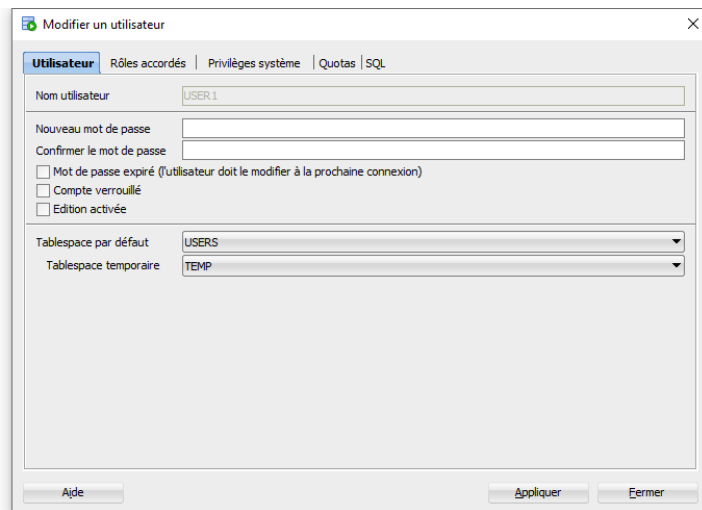 Modifier un utilisateur
Utilisateur Rôles accordés Privilèges système Quotas SQL
Nom utilisateur USER1
Nouveau mot de passe
Confirmer le mot de passe
Mot de passe expiré (l'utilisateur doit le modifier à la prochaine connexion)
Compte verrouillé
Edition activée
Tablespace par défaut USERS
Tablespace temporaire TEMP
Aide Appliquer Fermer